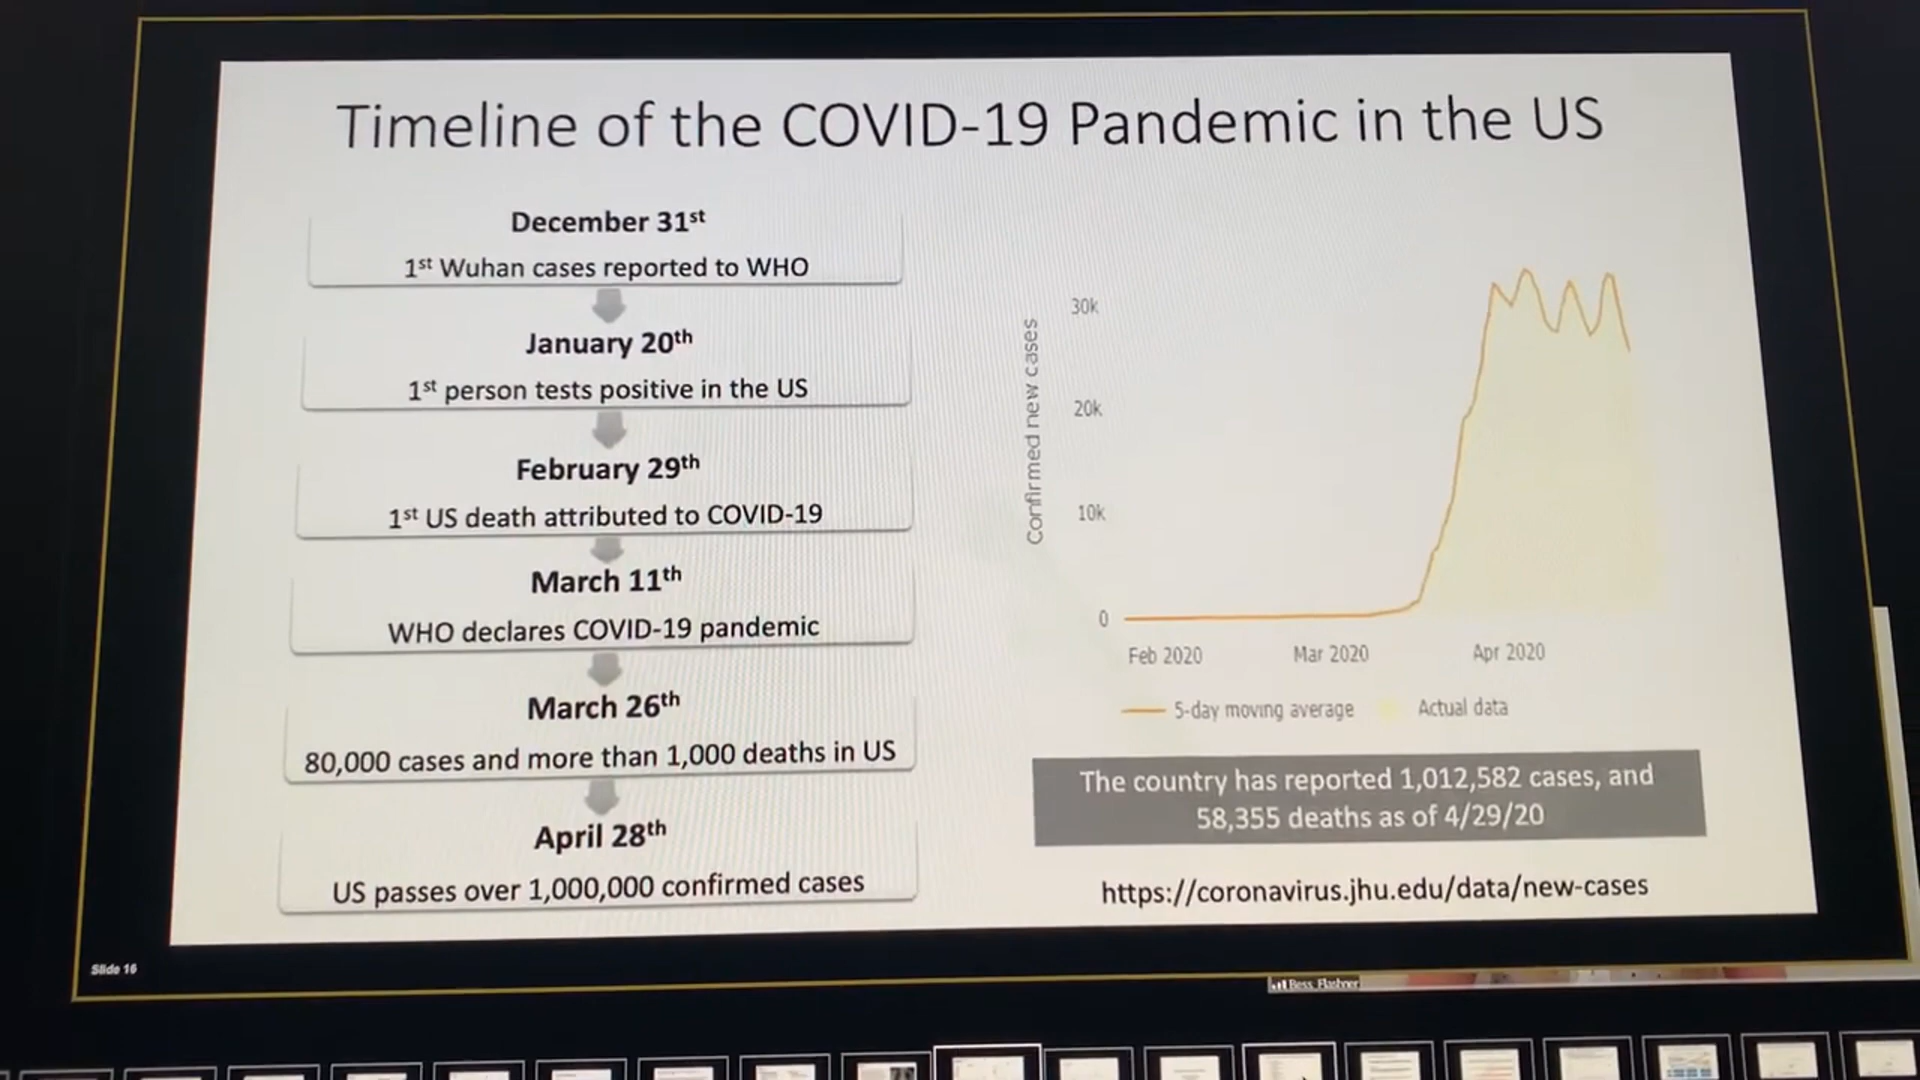 Timeline of the COVID-19 Pandemic in the US
December 31st
1st Wuhan cases reported to WHO
January 20th
1st person tests positive in the US
February 29th
1st US death attributed to COVID-19
March 11th
WHO declares COVID-19 pandemic
March 26th
80,000 cases and more than 1,000 deaths in US
April 28th
US passes over 1,000,000 confirmed cases
Confirmed new cases
30k
20k
10k
0
Feb 2020 Mar 2020 Apr 2020
5-day moving average Actual data
The country has reported 1,012,582 cases, and
58,355 deaths as of 4/29/20
https://coronavirus.jhu.edu/data/new-cases
Slide 16
Bess Flashner